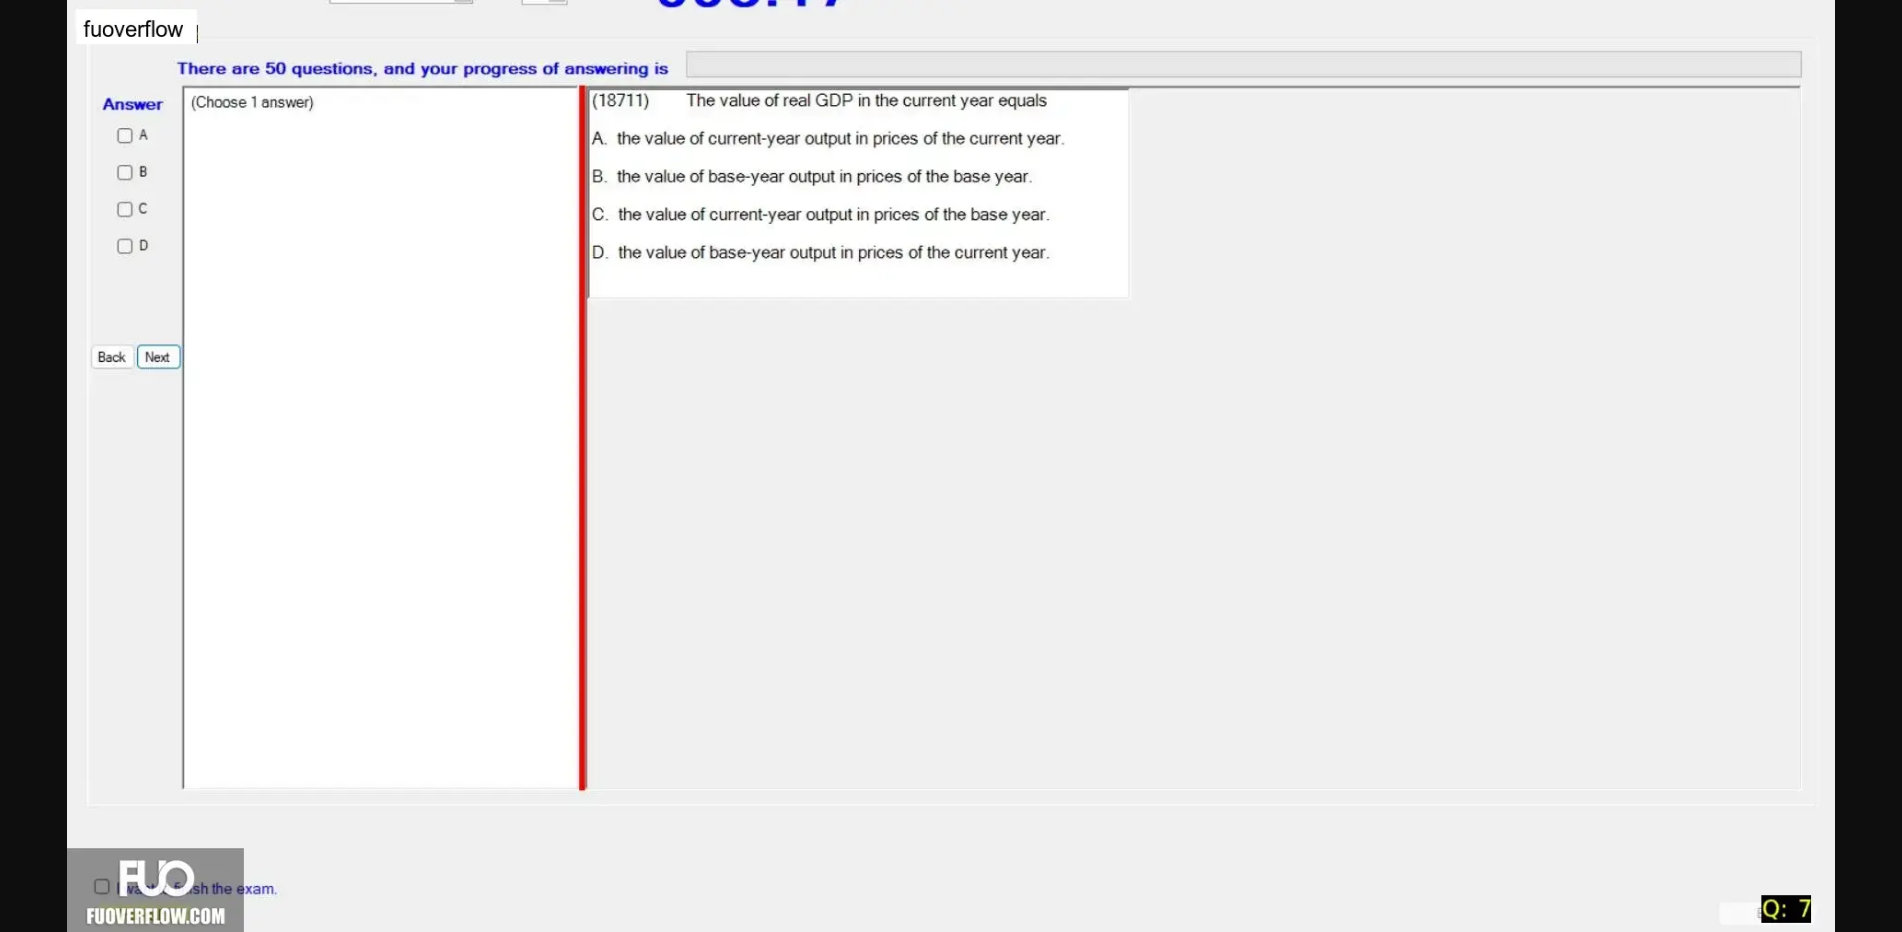 fuoverflow
There are 50 questions, and your progress of answering is
Answer
(Choose 1 answer)
A
B
C
D
Back Next
(18711) The value of real GDP in the current year equals
A. the value of current-year output in prices of the current year.
B. the value of base-year output in prices of the base year.
C. the value of current-year output in prices of the base year.
D. the value of base-year output in prices of the current year.
FUO
sh the exam.
FUOVERFLOW.COM
Q: 7